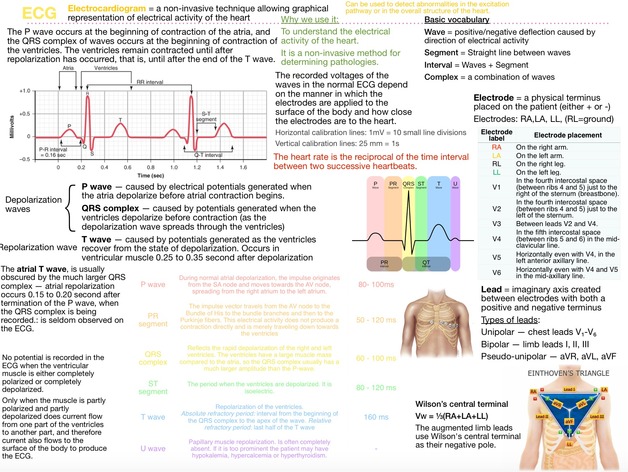 ECG
Electrocardiogram = a non-invasive technique allowing graphical
representation of electrical activity of the heart
Can be used to detect abnormalities in the excitation
pathway or in the overall structure of the heart.
The P wave occurs at the beginning of contraction of the atria, and
the QRS complex of waves occurs at the beginning of contraction of
the ventricles. The ventricles remain contracted until after
repolarization has occurred, that is, until after the end of the T wave.
Why we use it:
To understand the electrical
activity of the heart.
It is a non-invasive method for
determining pathologies.
Basic vocabulary
Wave = positive/negative deflection caused by
direction of electrical activity
Segment = Straight line between waves
Interval = Waves + Segment
Complex = a combination of waves
Atria
Ventricles
RR interval
+1.0
+0.5
0
-0.5
Millivolts
R
P
Q
S
T
S-T
segment
P-R interval
= 0.16 sec
Q-T interval
0 0.2 0.4 0.6 0.8 1.0 1.2 1.4 1.6
Time (sec)
The recorded voltages of the
waves in the normal ECG depend
on the manner in which the
electrodes are applied to the
surface of the body and how close
the electrodes are to the heart.
Horizontal calibration lines: 1mV = 10 small line divisions
Vertical calibration lines: 25 mm = 1s
The heart rate is the reciprocal of the time interval
between two successive heartbeats.
Electrode = a physical terminus
placed on the patient (either + or -)
Electrodes: RA,LA, LL, (RL=ground)
Electrode label Electrode placement
RA On the right arm.
LA On the left arm.
RL On the right leg.
LL On the left leg.
V1 In the fourth intercostal space (between ribs 4 and 5) just to the right of the sternum (breastbone).
V2 In the fourth intercostal space (between ribs 4 and 5) just to the left of the sternum.
V3 Between leads V2 and V4.
V4 In the fifth intercostal space (between ribs 5 and 6) in the mid-clavicular line.
V5 Horizontally even with V4, in the left anterior axillary line.
V6 Horizontally even with V4 and V5 in the mid-axillary line.
Depolarization
waves
P wave — caused by electrical potentials generated when
the atria depolarize before atrial contraction begins.
QRS complex — caused by potentials generated when the
ventricles depolarize before contraction (as the
depolarization wave spreads through the ventricles)
Repolarization wave
T wave — caused by potentials generated as the ventricles
recover from the state of depolarization. Occurs in
ventricular muscle 0.25 to 0.35 second after depolarization
P PR QRS ST T U
SEGMENT
PR
QT
The atrial T wave, is usually
obscured by the much larger QRS
complex — atrial repolarization
occurs 0.15 to 0.20 second after
termination of the P wave, when
the QRS complex is being
recorded.: is seldom observed on
the ECG.
No potential is recorded in the
ECG when the ventricular
muscle is either completely
polarized or completely
depolarized.
Only when the muscle is partly
polarized and partly
depolarized does current flow
from one part of the ventricles
to another part, and therefore
current also flows to the
surface of the body to produce
the ECG.
P wave
During normal atrial depolarization, the impulse originates
from the SA node and moves towards the AV node,
spreading from the right atrium to the left atrium.
80- 100ms
PR
segment
The impulse vector travels from the AV node to the
Bundle of His to the bundle branches and then to the
Purkinje fibers. This electrical activity does not produce a
contraction directly and is merely traveling down towards
the ventricles.
50 - 120 ms
QRS
complex
Reflects the rapid depolarization of the right and left
ventricles. The ventricles have a large muscle mass
compared to the atria, so the QRS complex usually has a
much larger amplitude than the P wave.
80 - 100 ms
ST
segment
The period when the ventricles are depolarized. It is
isoelectric.
80 - 120 ms
T wave
Repolarization of the ventricles.
Absolute refractory period: interval from the beginning of
the QRS complex to the apex of the T wave. Relative
refractory period: last half of the T wave
160 ms
U wave
Papillary muscle repolarization. Is often completely
absent. If it is too prominent the patient may have
hypokalemia, hypercalcemia or hyperthyroidism.
-
Lead = imaginary axis created
between electrodes with both a
positive and negative terminus
Types of leads:
Unipolar — chest leads V1-V6
Bipolar — limb leads I, II, III
Pseudo-unipolar — aVR, aVL, aVF
Wilson's central terminal
Vw = ⅓(RA+LA+LL)
The augmented limb leads
use Wilson's central terminal
as their negative pole.
EINTHOVEN'S TRIANGLE
RA
LA
Lead I
aVR
aVL
aVF
Lead II
Lead III